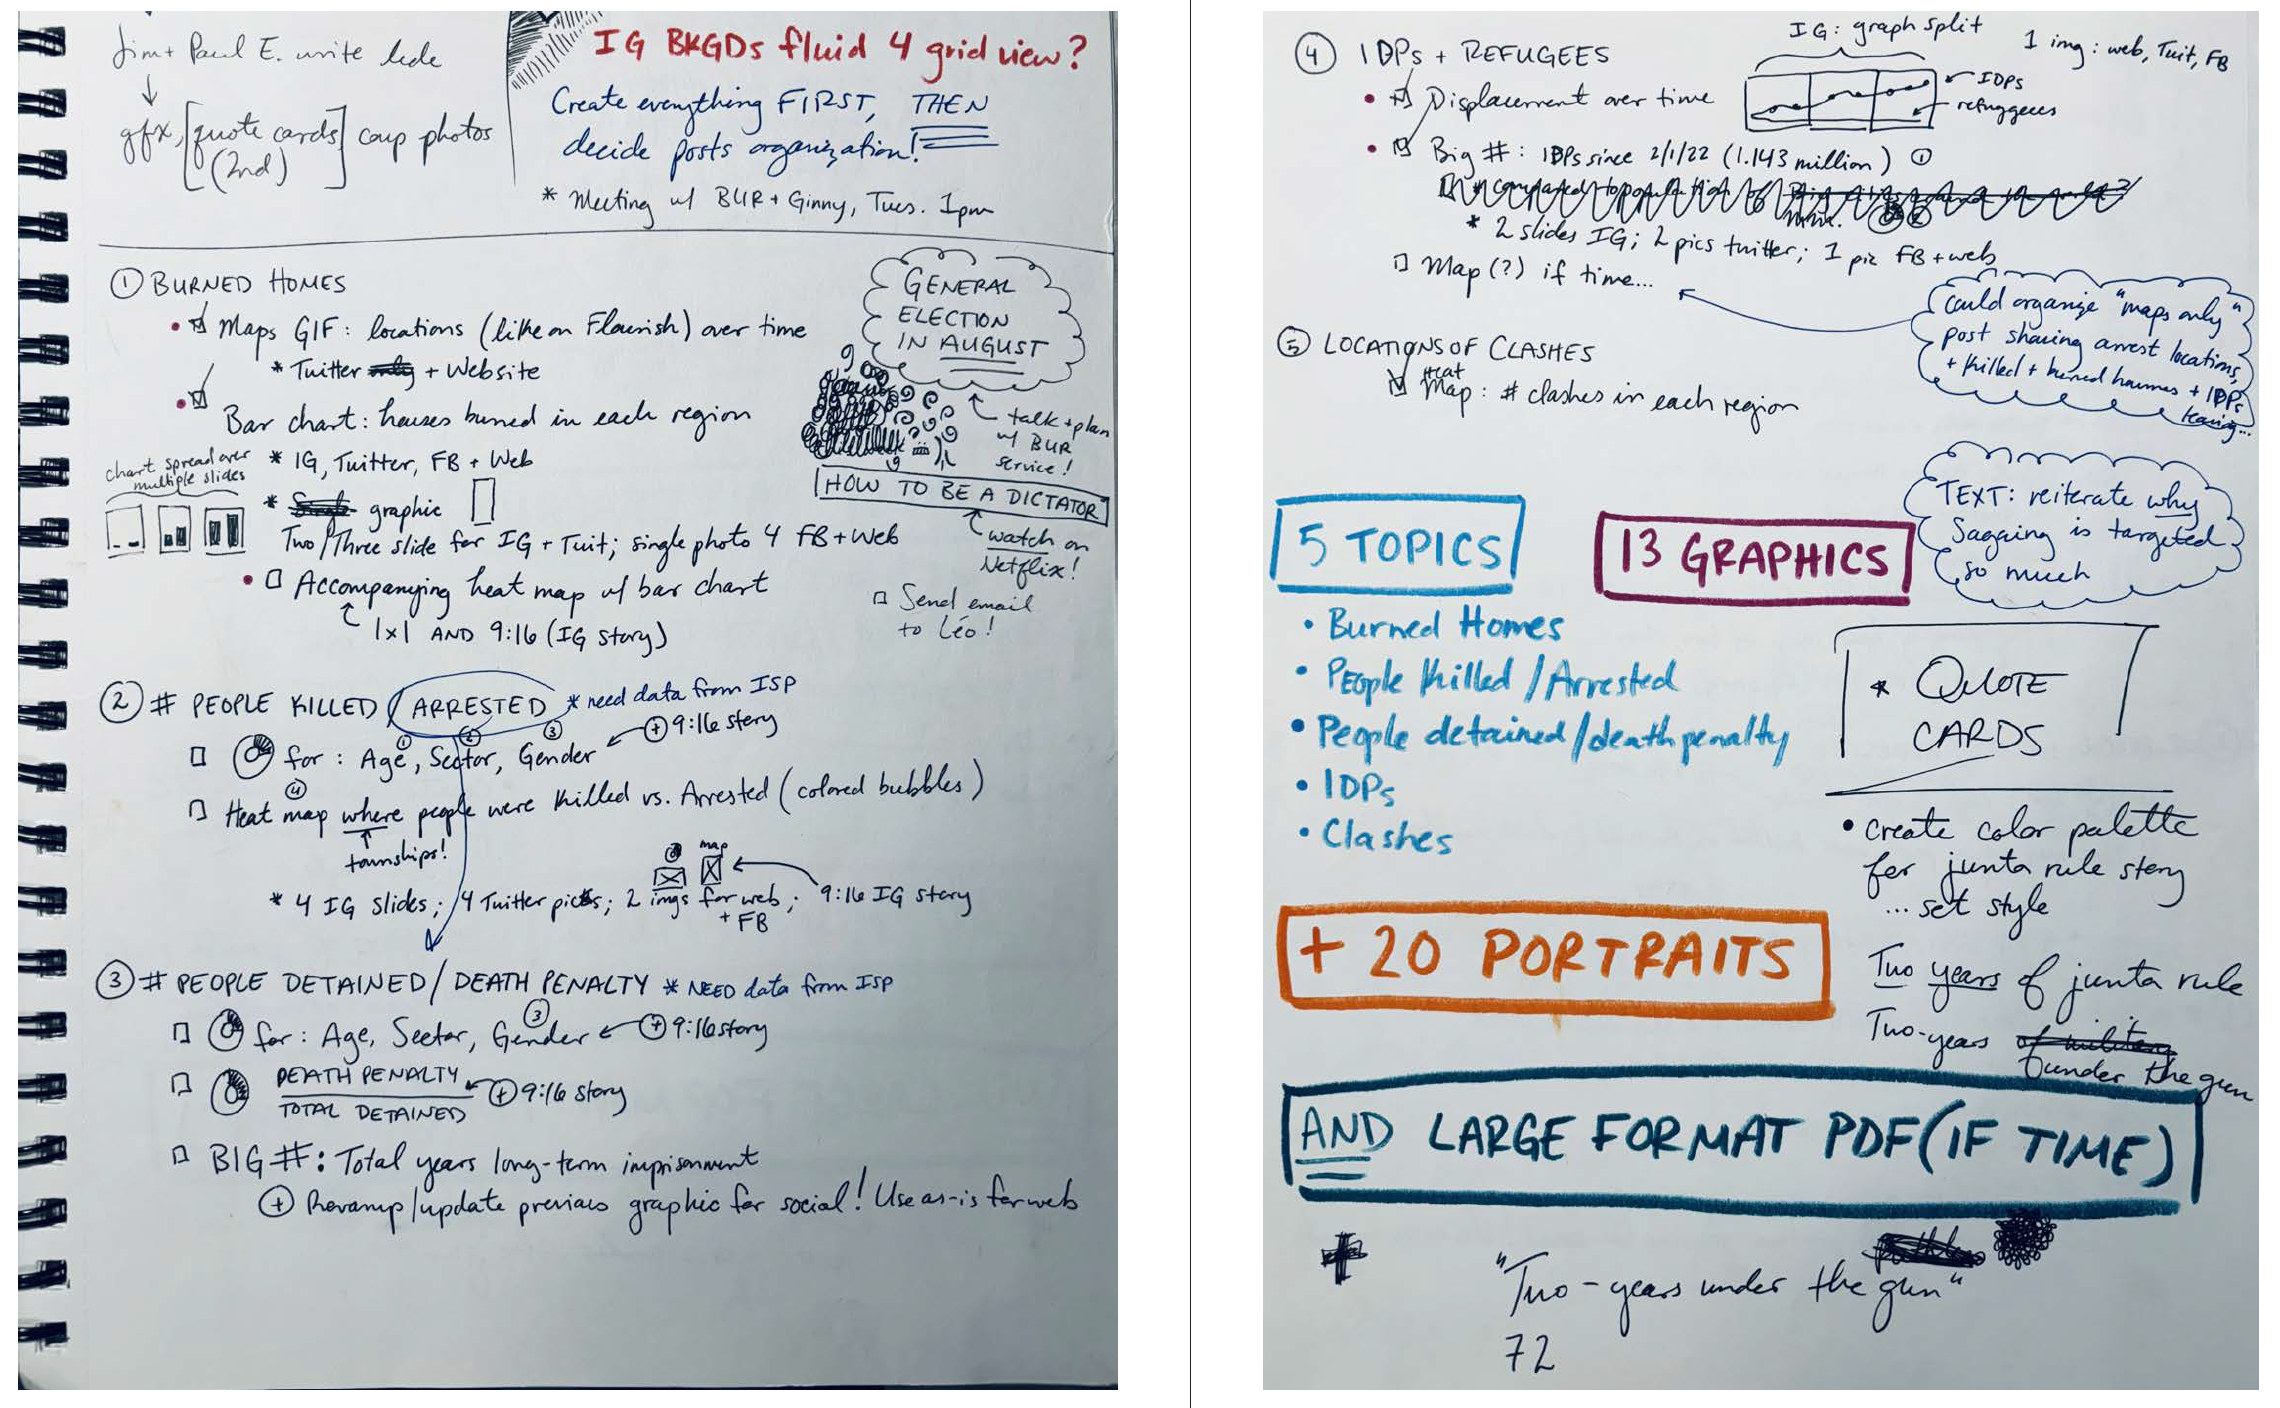 Jim + Paul E. write lede
gfx, [quote cards] coup photos
(2nd)
IG BKGDs fluid 4 grid view?
Create everything FIRST, THEN
decide posts organization!
* Meeting w/ BUR + Ginny, Tues. 1pm
① BURNED HOMES
• Maps GIF: locations (like on Flourish) over time
* Twitter only + Website
• Bar chart: houses burned in each region
* IG, Twitter, FB + Web
chart spread over
multiple slides
* Single graphic
Two/Three slide for IG + Twit; single photo 4 FB + Web
• Accompanying heat map w/ bar chart
1x1 AND 9:16 (IG story)
GENERAL
ELECTION
IN AUGUST
talk + plan
w/ BUR
service!
HOW TO BE A DICTATOR
watch on
Netflix!
Send email
to Léo!
② # PEOPLE KILLED / ARRESTED * need data from ISP
① ② ③
for: Age, Sector, Gender ← + 9:16 story
④
Heat map where people were killed vs. Arrested (colored bubbles)
townships!
map
* 4 IG slides; 4 Twitter pics; 2 imgs for web; 9:16 IG story
+ FB
③ # PEOPLE DETAINED / DEATH PENALTY * NEED data from ISP
③
for: Age, Sector, Gender ← + 9:16 story
DEATH PENALTY ← + 9:16 story
TOTAL DETAINED
BIG #: Total years long-term imprisonment
+ Revamp/update previous graphic for social! Use as-is for web
④ IDPs + REFUGEES
IG: graph split
1 img: web, Twit, FB
IDPs
refuggees
• Displacement over time
• Big #: IDPs since 2/1/22 (1.143 million) ①
* compared to population of
* 2 slides IG; 2 pics twitter; 1 pic FB + web
Map (?) if time...
could organize "maps only"
post sharing arrest locations,
+ killed + burned houmes + IDPs
leaving...
⑤ LOCATIONS OF CLASHES
Heat
Map: # clashes in each region
TEXT: reiterate why
Sagaing is targeted
so much
5 TOPICS
13 GRAPHICS
• Burned Homes
• People Killed / Arrested
• People detained / death penalty
• IDPs
• Clashes
* QUOTE
CARDS
• create color palette
for junta rule story
... set style
+ 20 PORTRAITS
Two years of junta rule
Two-years of military
under the gun
AND LARGE FORMAT PDF (IF TIME)
+
"Two-years under the gun"
72